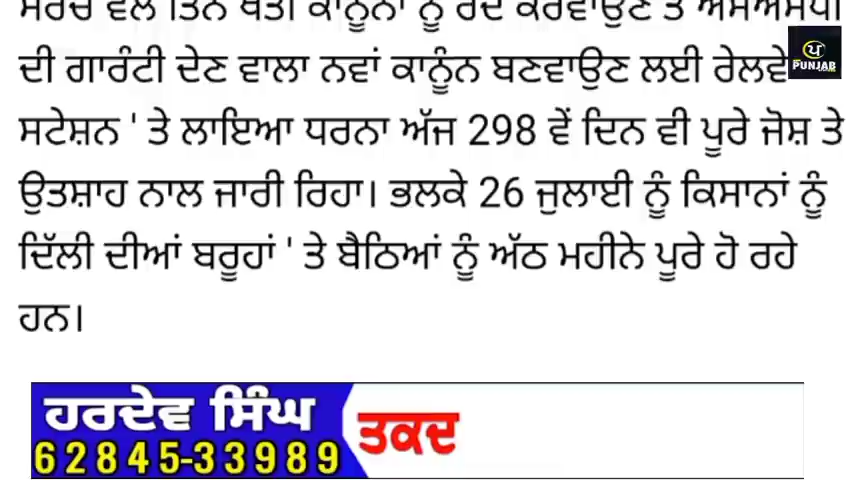 ਦੀ ਗਾਰੰਟੀ ਦੇਣ ਵਾਲਾ ਨਵਾਂ ਕਾਨੂੰਨ ਬਣਵਾਉਣ ਲਈ ਰੇਲਵੇ
ਸਟੇਸ਼ਨ ' ਤੇ ਲਾਇਆ ਧਰਨਾ ਅੱਜ 298 ਵੇਂ ਦਿਨ ਵੀ ਪੂਰੇ ਜੋਸ਼ ਤੇ
ਉਤਸ਼ਾਹ ਨਾਲ ਜਾਰੀ ਰਿਹਾ। ਭਲਕੇ 26 ਜੁਲਾਈ ਨੂੰ ਕਿਸਾਨਾਂ ਨੂੰ
ਦਿੱਲੀ ਦੀਆਂ ਬਰੂਹਾਂ ' ਤੇ ਬੈਠਿਆਂ ਨੂੰ ਅੱਠ ਮਹੀਨੇ ਪੂਰੇ ਹੋ ਰਹੇ
ਹਨ।
ਪ
PUNJAB
ਹਰਦੇਵ ਸਿੰਘ
62845-33989
ਤਕਦ